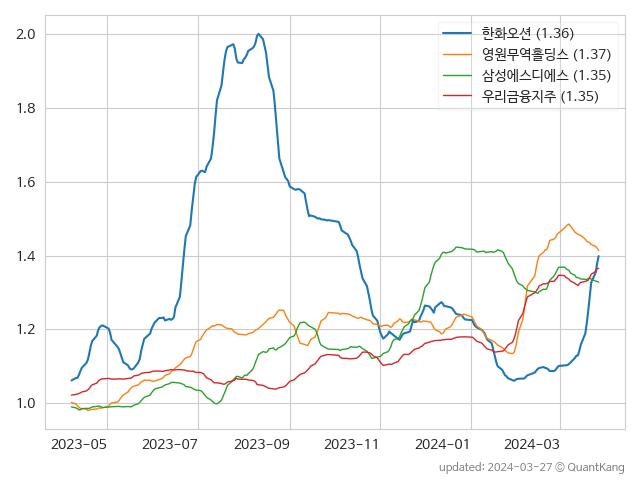 한화오션 (1.36)
영원무역홀딩스 (1.37)
삼성에스디에스 (1.35)
우리금융지주 (1.35)
2.0
1.8
1.6
1.4
1.2
1.0
2023-05 2023-07 2023-09 2023-11 2024-01 2024-03
updated: 2024-03-27 © QuantKang